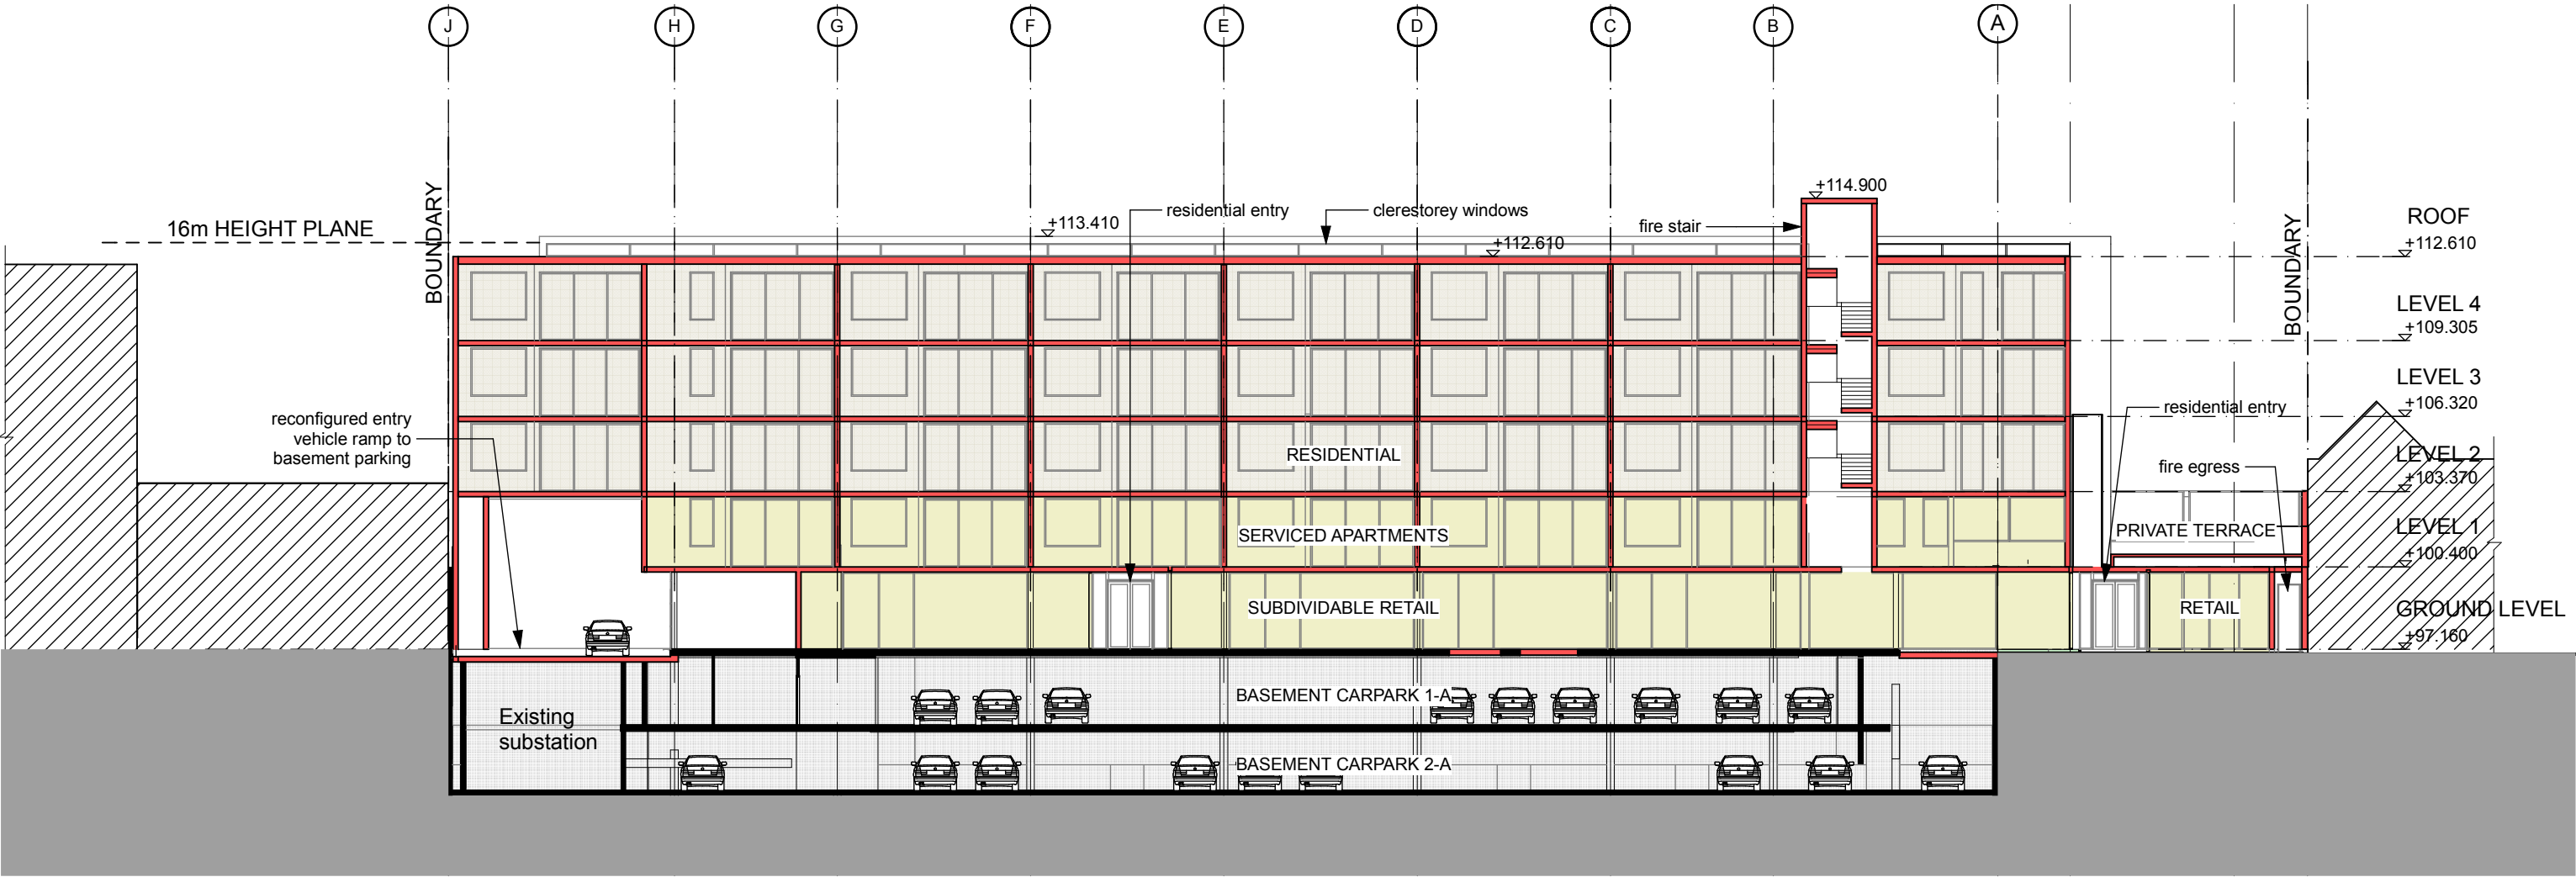 J H G F E D C B A
+114.900
residential entry
clerestorey windows
ROOF
16m HEIGHT PLANE
+113.410
fire stair
BOUNDARY
+112.610
+112.610
BOUNDARY
LEVEL 4
+109.305
LEVEL 3
+106.320
residential entry
reconfigured entry
vehicle ramp to
basement parking
RESIDENTIAL
LEVEL 2
fire egress
+103.370
LEVEL 1
PRIVATE TERRACE
SERVICED APARTMENTS
+100.400
SUBDIVIDABLE RETAIL
RETAIL
GROUND LEVEL
+97.160
BASEMENT CARPARK 1-A
Existing
substation
BASEMENT CARPARK 2-A